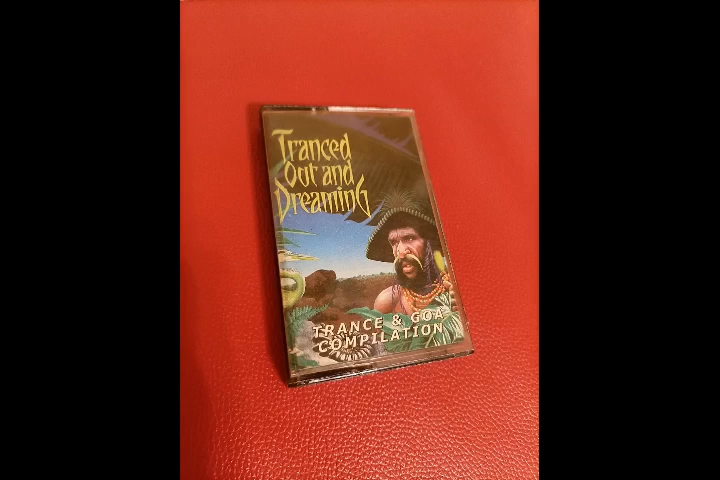 Tranced
Out and
Dreaming
TRANCE & GOA
COMPILATION